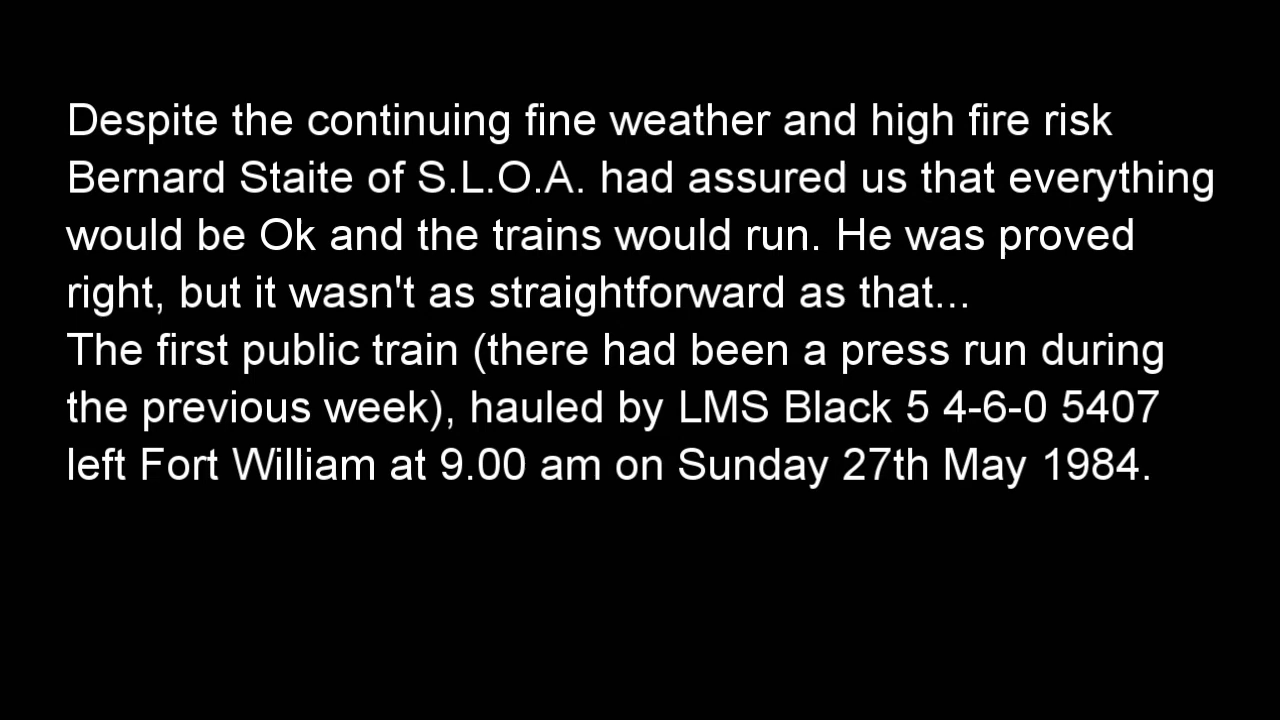 Despite the continuing fine weather and high fire risk
Bernard Staite of S.L.O.A. had assured us that everything
would be Ok and the trains would run. He was proved
right, but it wasn't as straightforward as that...
The first public train (there had been a press run during
the previous week), hauled by LMS Black 5 4-6-0 5407
left Fort William at 9.00 am on Sunday 27th May 1984.